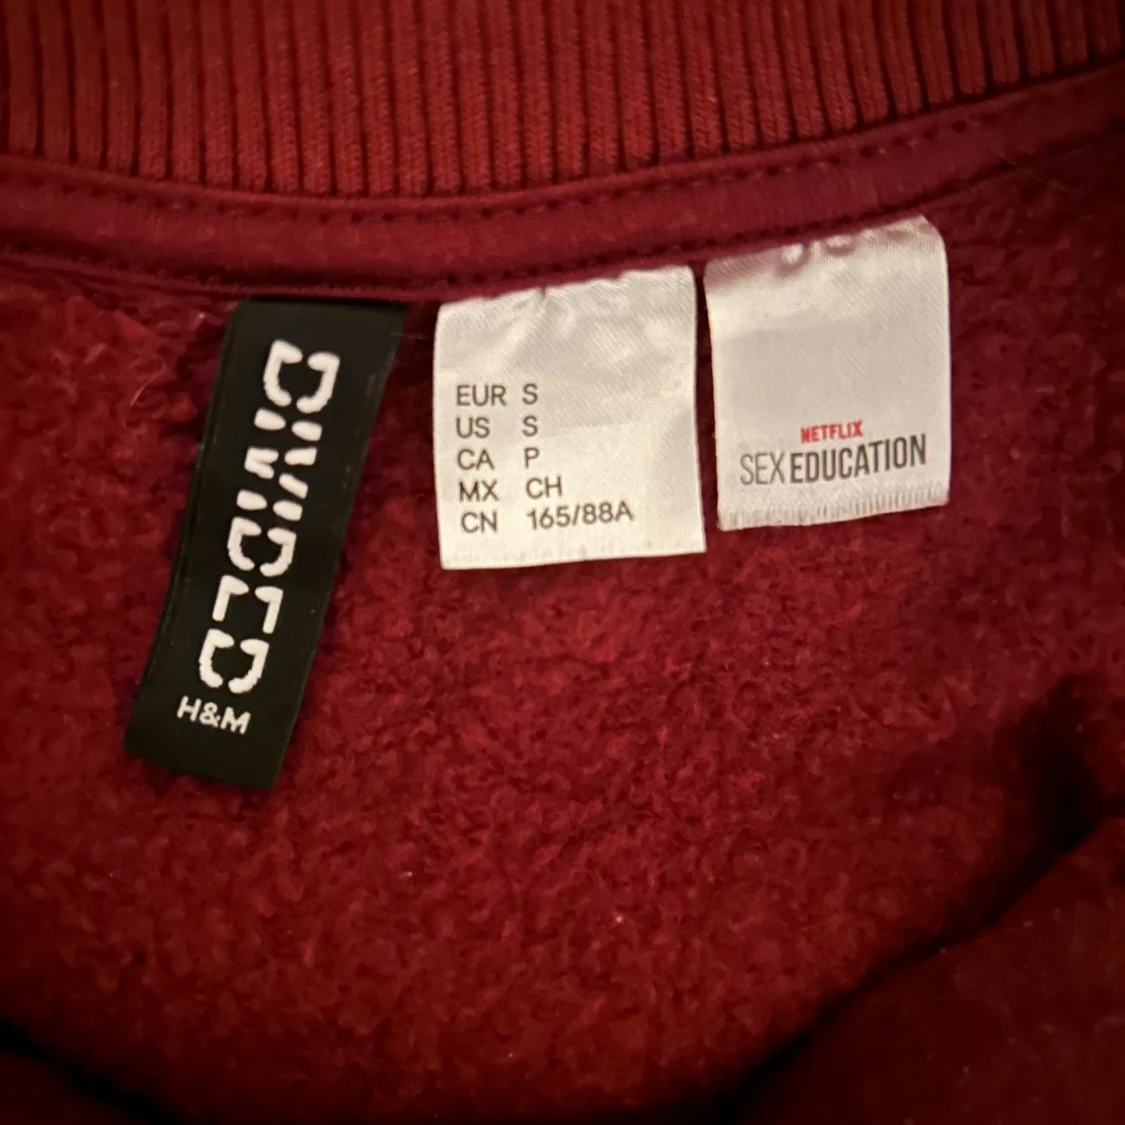 DIVIDED
H&M
EUR S
US S
CA P
MX CH
CN 165/88A
NETFLIX
SEX EDUCATION